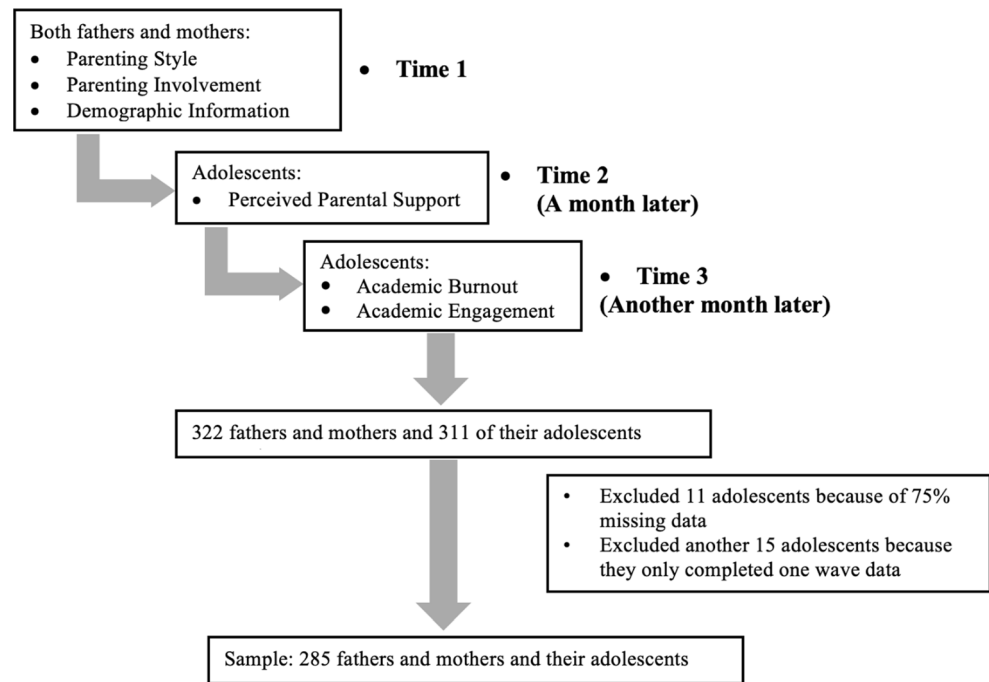 Both fathers and mothers:
• Parenting Style
• Parenting Involvement
• Demographic Information
• Time 1
Adolescents:
• Perceived Parental Support
• Time 2
(A month later)
Adolescents:
• Academic Burnout
• Academic Engagement
• Time 3
(Another month later)
322 fathers and mothers and 311 of their adolescents
• Excluded 11 adolescents because of 75%
missing data
• Excluded another 15 adolescents because
they only completed one wave data
Sample: 285 fathers and mothers and their adolescents